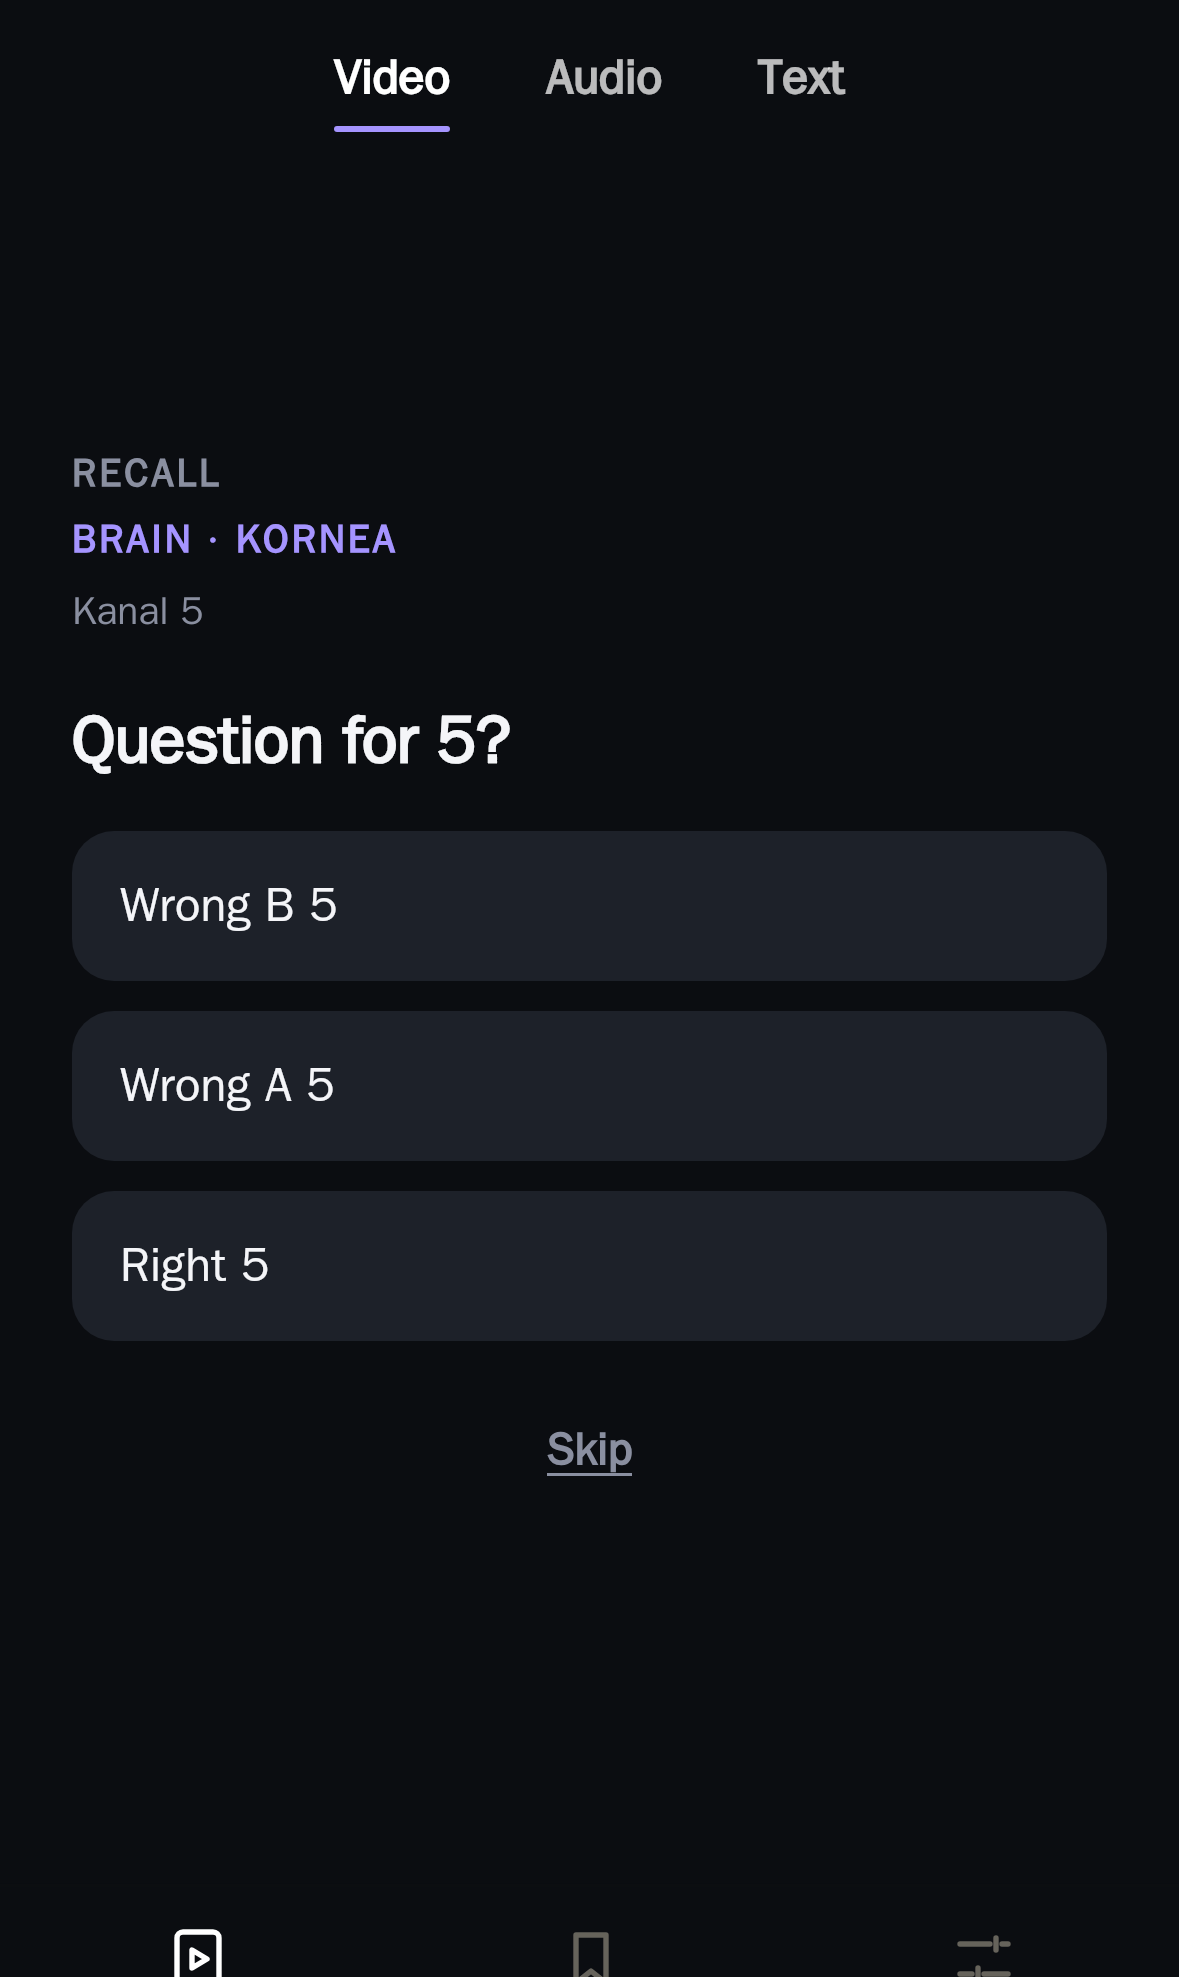 Video Audio Text
RECALL
BRAIN · KORNEA
Kanal 5
Question for 5?
Wrong B 5
Wrong A 5
Right 5
Skip